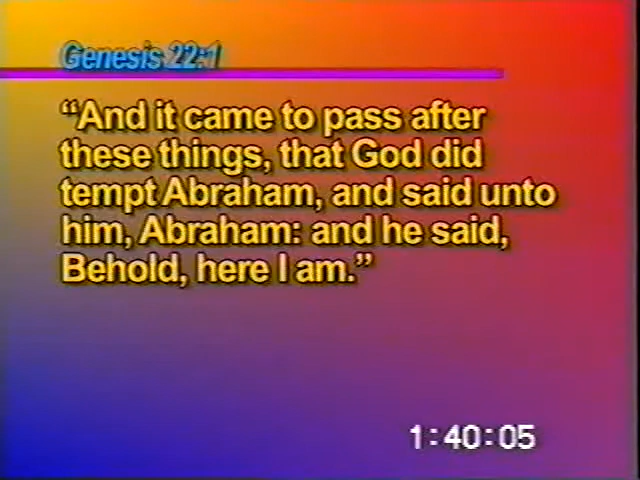 Genesis 22:1
“And it came to pass after
these things, that God did
tempt Abraham, and said unto
him, Abraham: and he said,
Behold, here I am.”
1:40:05